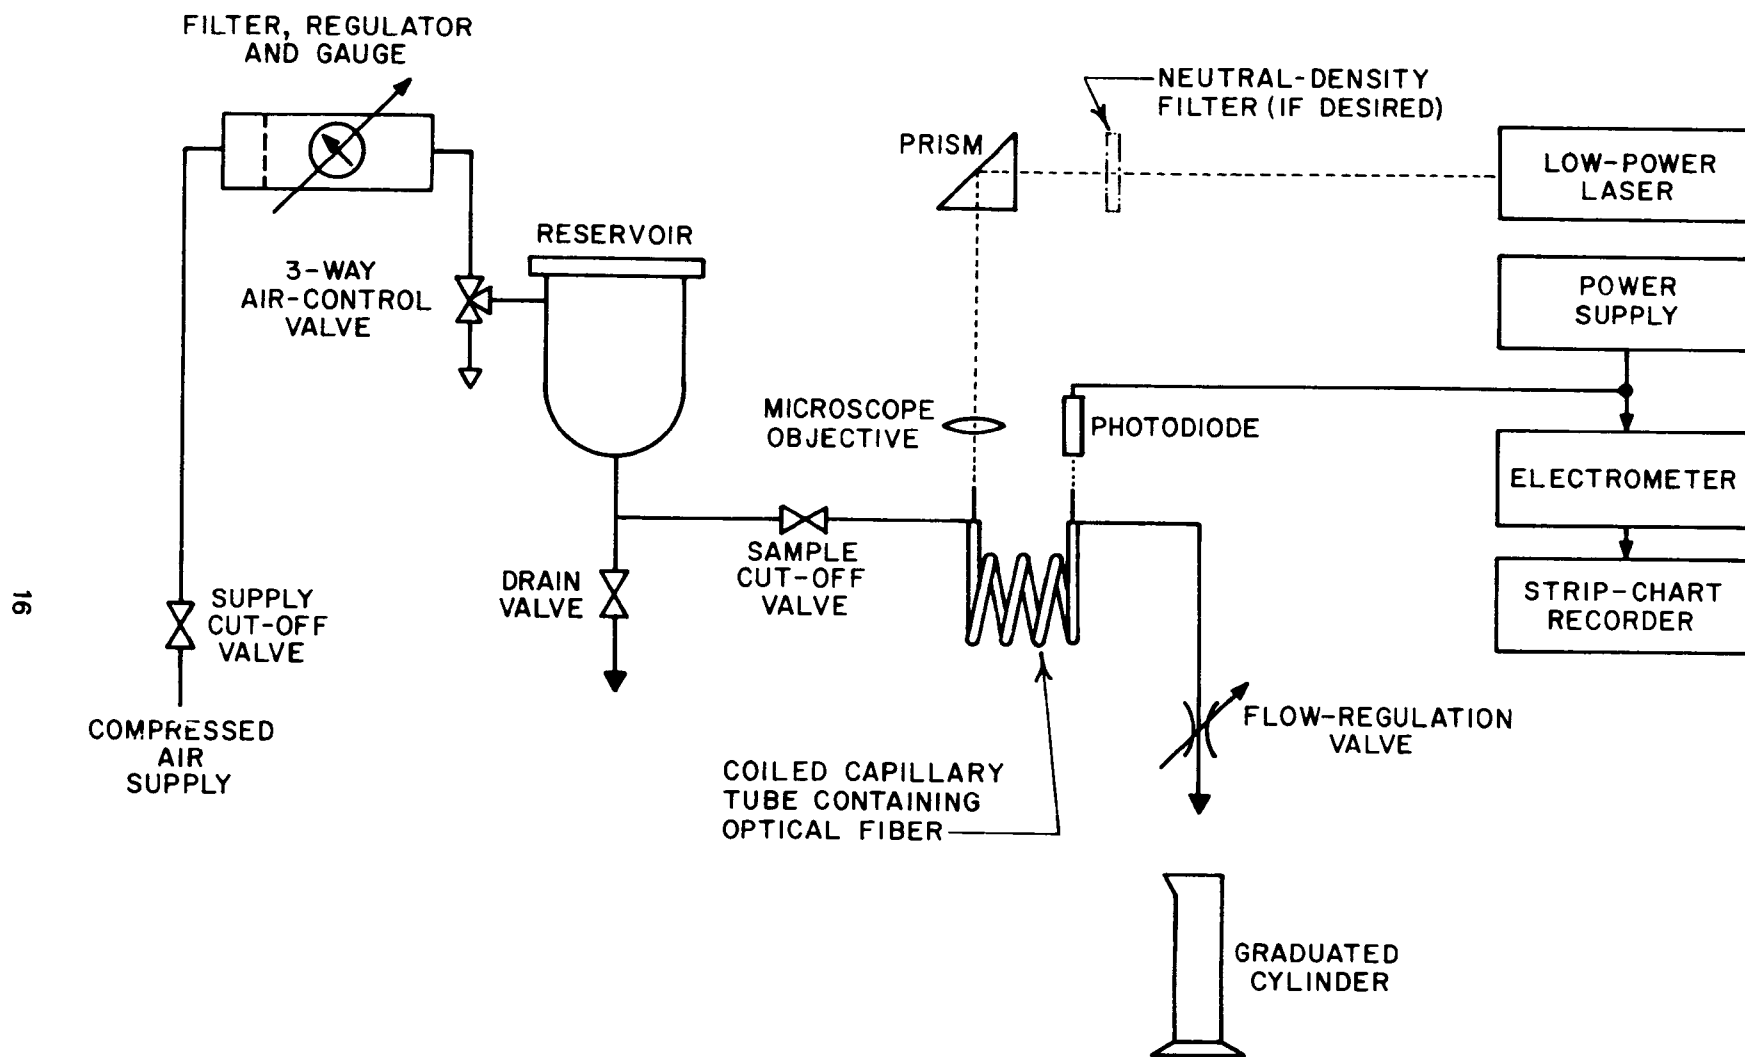 FILTER, REGULATOR
AND GAUGE
NEUTRAL-DENSITY
FILTER (IF DESIRED)
PRISM
LOW-POWER
LASER
RESERVOIR
3-WAY
AIR-CONTROL
VALVE
POWER
SUPPLY
MICROSCOPE
OBJECTIVE
PHOTODIODE
ELECTROMETER
SAMPLE
CUT-OFF
VALVE
DRAIN
VALVE
STRIP-CHART
RECORDER
SUPPLY
CUT-OFF
VALVE
16
COMPRESSED
AIR
SUPPLY
FLOW-REGULATION
VALVE
COILED CAPILLARY
TUBE CONTAINING
OPTICAL FIBER
GRADUATED
CYLINDER